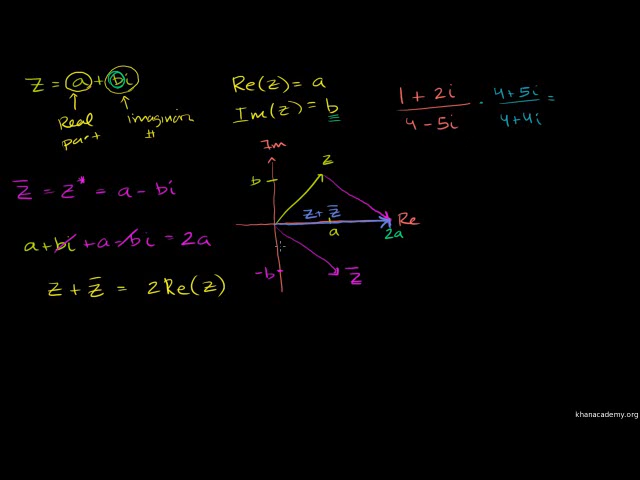 z = a + bi
Real part
imaginary #
Re(z) = a
Im(z) = b
1 + 2i / 4 - 5i · 4 + 5i / 4 + 4i =
z̅ = z* = a - bi
a + bi + a - bi = 2a
z + z̅ = 2Re(z)
Im
z
b
z + z̅
Re
a
2a
-b
z̅
khanacademy.org